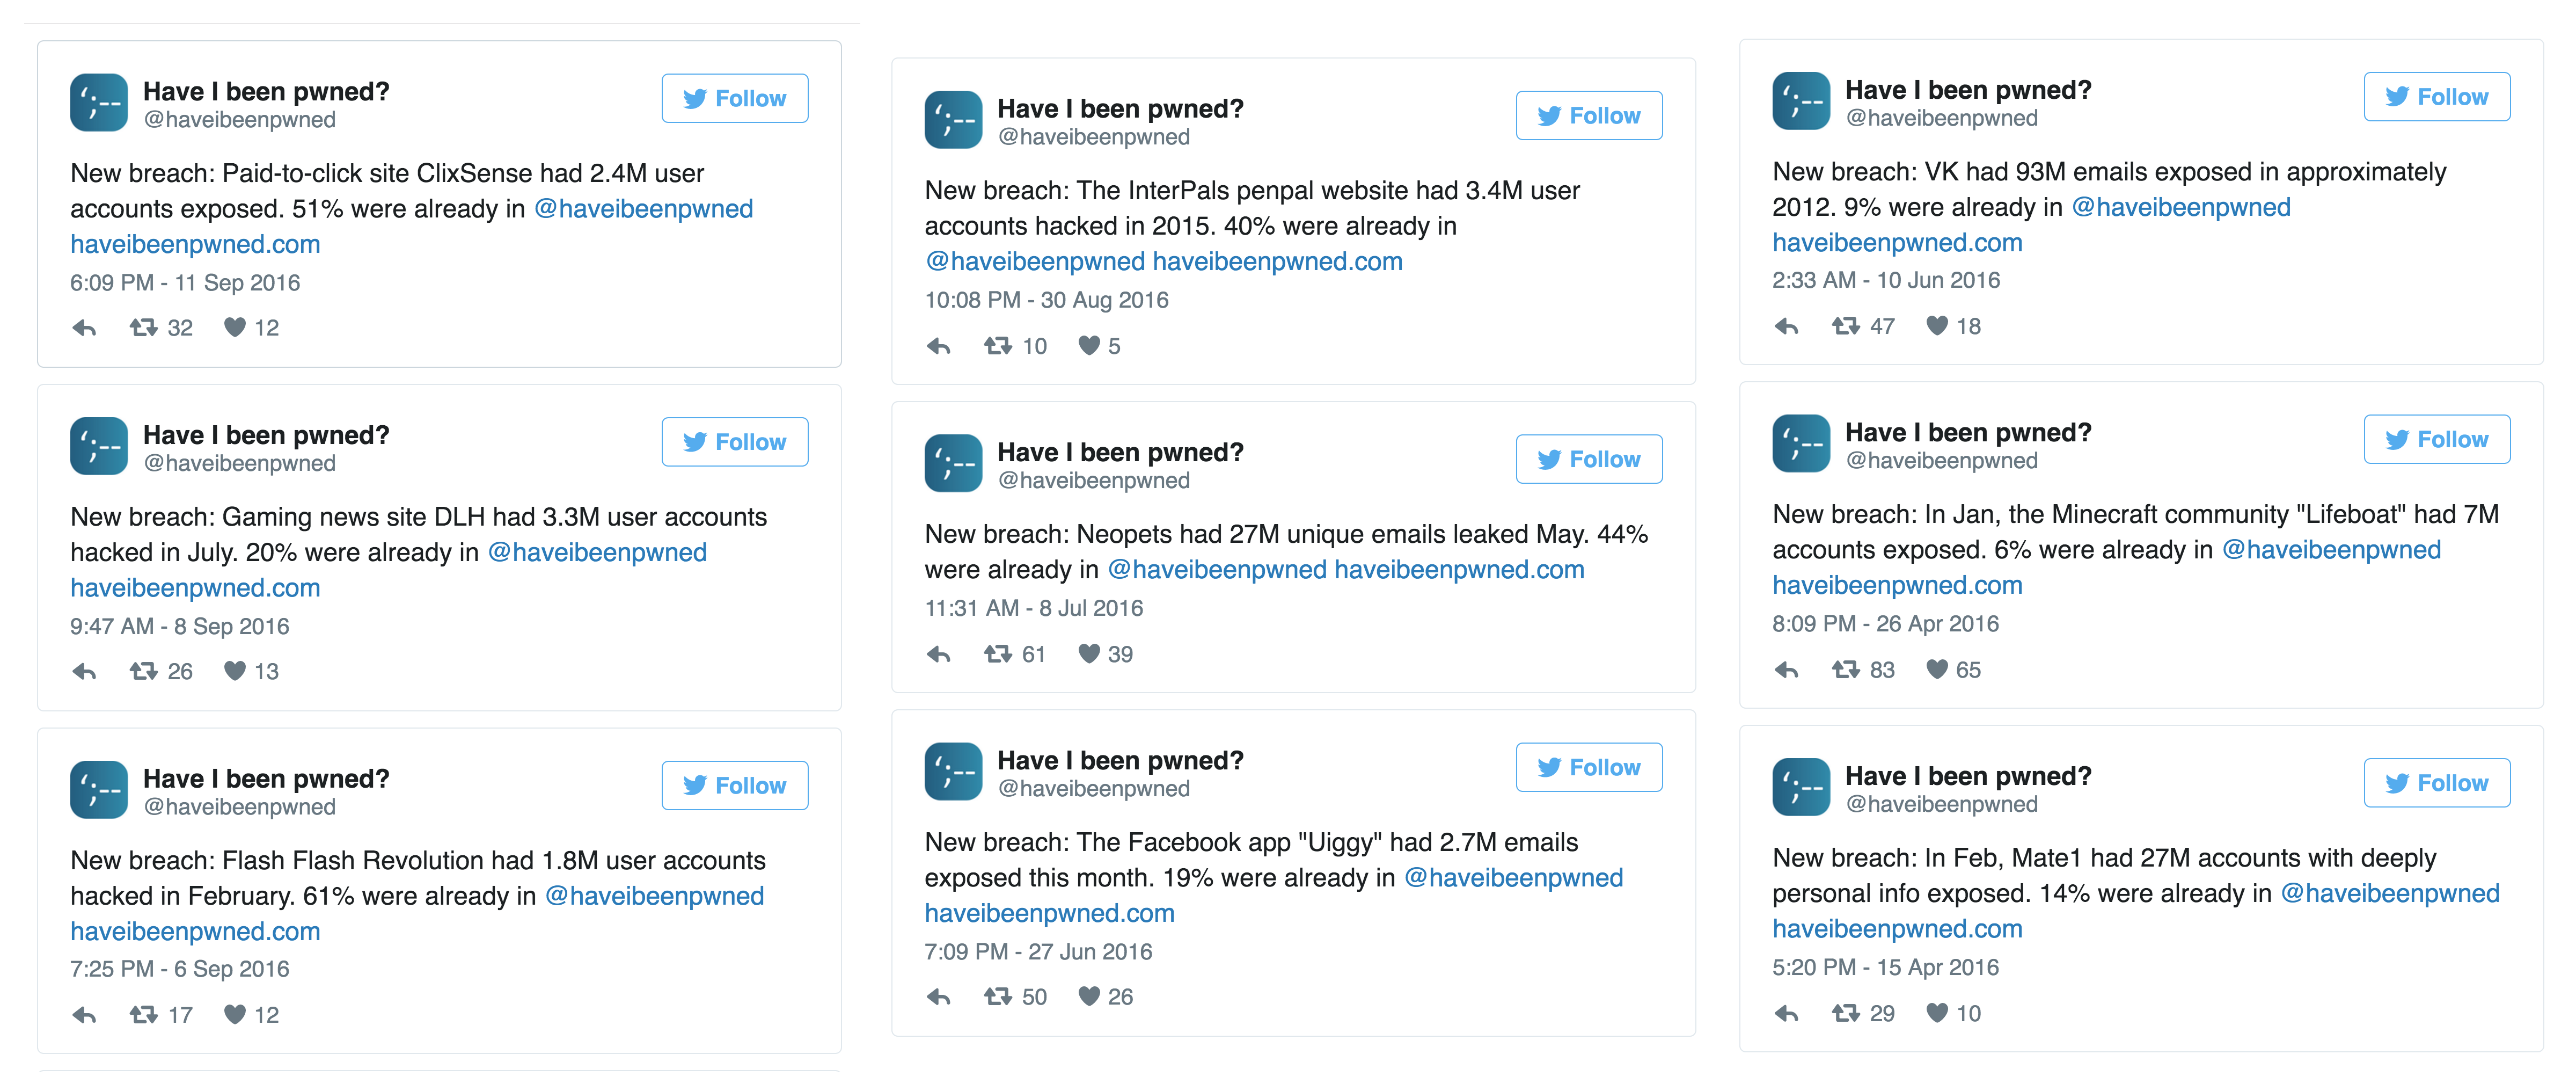 Have I been pwned?
@haveibeenpwned
Follow
New breach: Paid-to-click site ClixSense had 2.4M user
accounts exposed. 51% were already in @haveibeenpwned
haveibeenpwned.com
6:09 PM - 11 Sep 2016
32 12
Have I been pwned?
@haveibeenpwned
Follow
New breach: Gaming news site DLH had 3.3M user accounts
hacked in July. 20% were already in @haveibeenpwned
haveibeenpwned.com
9:47 AM - 8 Sep 2016
26 13
Have I been pwned?
@haveibeenpwned
Follow
New breach: Flash Flash Revolution had 1.8M user accounts
hacked in February. 61% were already in @haveibeenpwned
haveibeenpwned.com
7:25 PM - 6 Sep 2016
17 12
Have I been pwned?
@haveibeenpwned
Follow
New breach: The InterPals penpal website had 3.4M user
accounts hacked in 2015. 40% were already in
@haveibeenpwned haveibeenpwned.com
10:08 PM - 30 Aug 2016
10 5
Have I been pwned?
@haveibeenpwned
Follow
New breach: Neopets had 27M unique emails leaked May. 44%
were already in @haveibeenpwned haveibeenpwned.com
11:31 AM - 8 Jul 2016
61 39
Have I been pwned?
@haveibeenpwned
Follow
New breach: The Facebook app "Uiggy" had 2.7M emails
exposed this month. 19% were already in @haveibeenpwned
haveibeenpwned.com
7:09 PM - 27 Jun 2016
50 26
Have I been pwned?
@haveibeenpwned
Follow
New breach: VK had 93M emails exposed in approximately
2012. 9% were already in @haveibeenpwned
haveibeenpwned.com
2:33 AM - 10 Jun 2016
47 18
Have I been pwned?
@haveibeenpwned
Follow
New breach: In Jan, the Minecraft community "Lifeboat" had 7M
accounts exposed. 6% were already in @haveibeenpwned
haveibeenpwned.com
8:09 PM - 26 Apr 2016
83 65
Have I been pwned?
@haveibeenpwned
Follow
New breach: In Feb, Mate1 had 27M accounts with deeply
personal info exposed. 14% were already in @haveibeenpwned
haveibeenpwned.com
5:20 PM - 15 Apr 2016
29 10